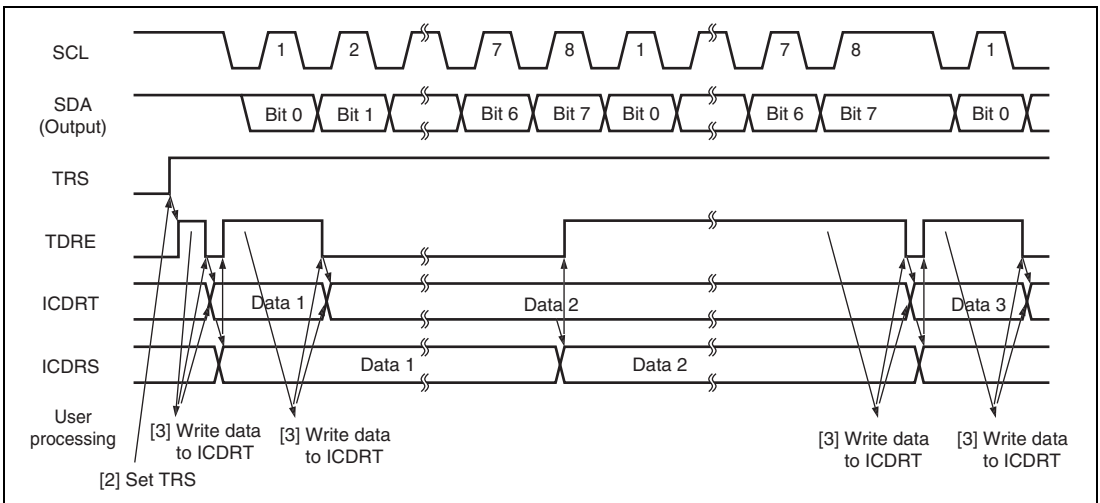 SCL 1 2 7 8 1 7 8 1
SDA
(Output) Bit 0 Bit 1 Bit 6 Bit 7 Bit 0 Bit 6 Bit 7 Bit 0
TRS
TDRE
ICDRT Data 1 Data 2 Data 3
ICDRS Data 1 Data 2
User
processing
[3] Write data
to ICDRT
[3] Write data
to ICDRT
[3] Write data
to ICDRT
[3] Write data
to ICDRT
[2] Set TRS